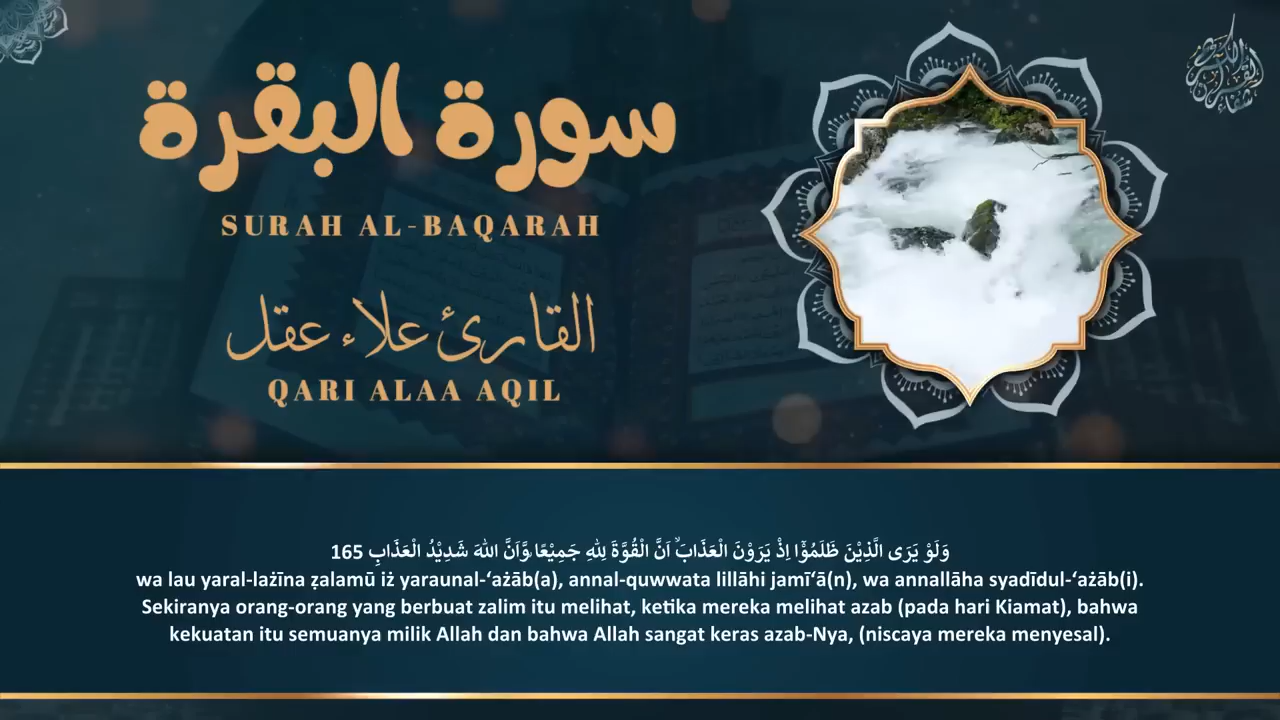 سورة البقرة
SURAH AL-BAQARAH
القارئ علاء عقل
QARI ALAA AQIL
وَلَوْ يَرَى الَّذِيْنَ ظَلَمُوْٓا اِذْ يَرَوْنَ الْعَذَابَۙ اَنَّ الْقُوَّةَ لِلّٰهِ جَمِيْعًا ۙوَّاَنَّ اللّٰهَ شَدِيْدُ الْعَذَابِ 165
wa lau yaral-lażīna ẓalamū iż yaraunal-‘ażāb(a), annal-quwwata lillāhi jamī‘ā(n), wa annallāha syadīdul-‘ażāb(i).
Sekiranya orang-orang yang berbuat zalim itu melihat, ketika mereka melihat azab (pada hari Kiamat), bahwa
kekuatan itu semuanya milik Allah dan bahwa Allah sangat keras azab-Nya, (niscaya mereka menyesal).